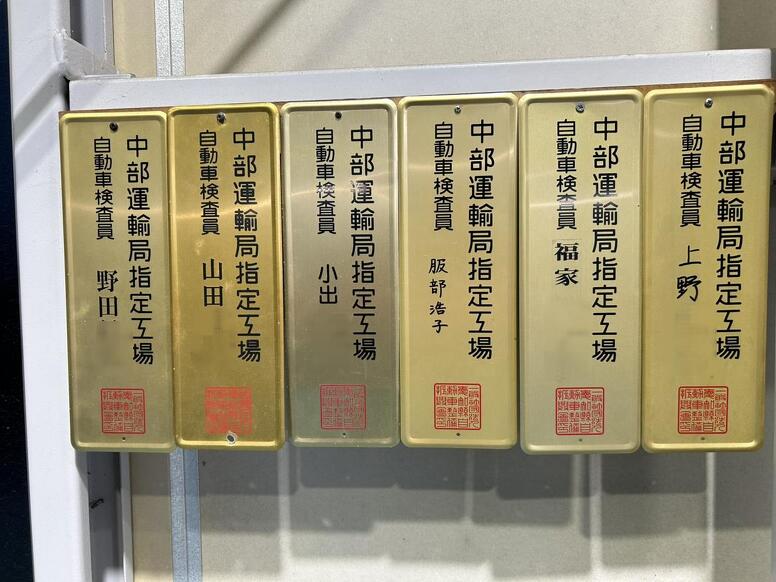 中部運輸局指定工場
自動車検査員 上野
中部運輸局指定工場
自動車検査員 福家
中部運輸局指定工場
自動車検査員 服部浩子
中部運輸局指定工場
自動車検査員 小出
中部運輸局指定工場
自動車検査員 山田
中部運輸局指定工場
自動車検査員 野田